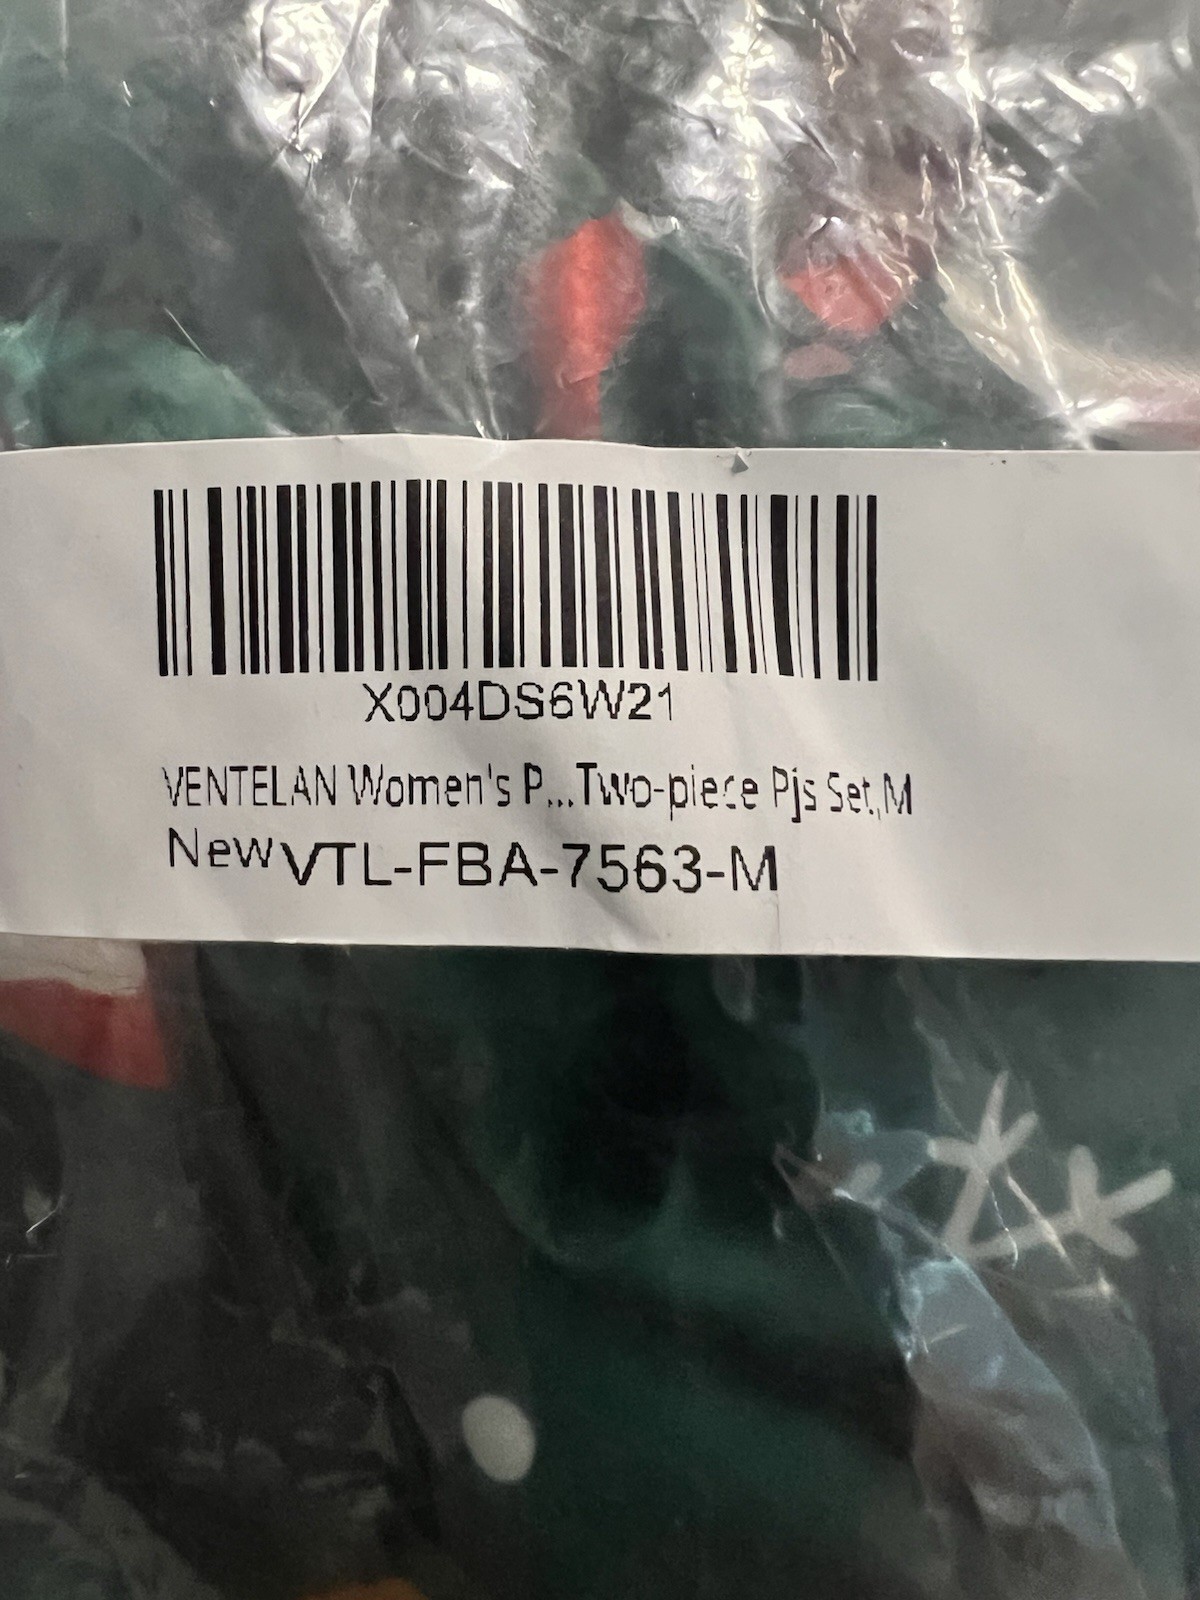 X004DS6W21
VENTELAN Women's P...Two-piece Pjs Set,M
New VTL-FBA-7563-M